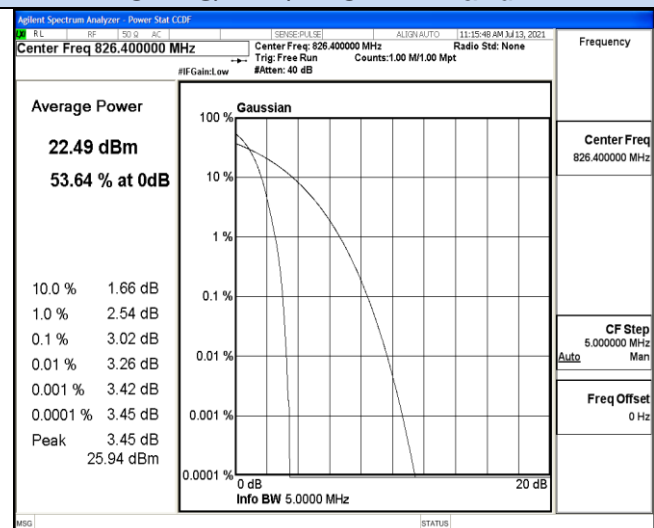 Agilent Spectrum Analyzer - Power Stat CCDF
RL RF 50 Ω AC SENSE:PULSE ALIGN AUTO 11:15:48 AM Jul 13, 2021
Center Freq 826.400000 MHz
Center Freq: 826.400000 MHz Radio Std: None
Trig: Free Run Counts:1.00 M/1.00 Mpt
#IFGain:Low #Atten: 40 dB
Frequency
Center Freq
826.400000 MHz
CF Step
5.000000 MHz
Auto Man
Freq Offset
0 Hz
Average Power
22.49 dBm
53.64 % at 0dB
10.0 % 1.66 dB
1.0 % 2.54 dB
0.1 % 3.02 dB
0.01 % 3.26 dB
0.001 % 3.42 dB
0.0001 % 3.45 dB
Peak 3.45 dB
25.94 dBm
Gaussian
100 %
10 %
1 %
0.1 %
0.01 %
0.001 %
0.0001 %
0 dB 20 dB
Info BW 5.0000 MHz
MSG STATUS